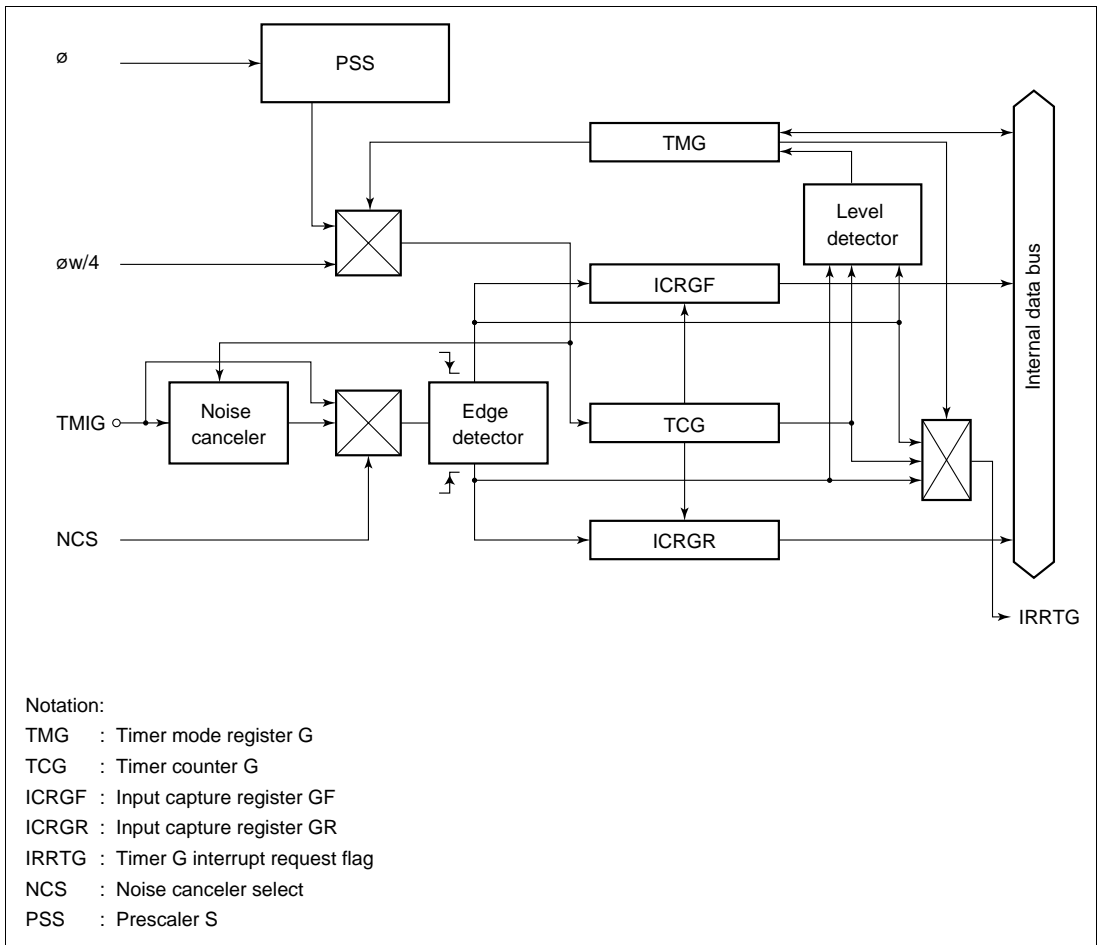 ø
PSS
TMG
Level
detector
øw/4
ICRGF
Internal data bus
TMIG
Noise
canceler
Edge
detector
TCG
NCS
ICRGR
IRRTG
Notation:
TMG : Timer mode register G
TCG : Timer counter G
ICRGF : Input capture register GF
ICRGR : Input capture register GR
IRRTG : Timer G interrupt request flag
NCS : Noise canceler select
PSS : Prescaler S